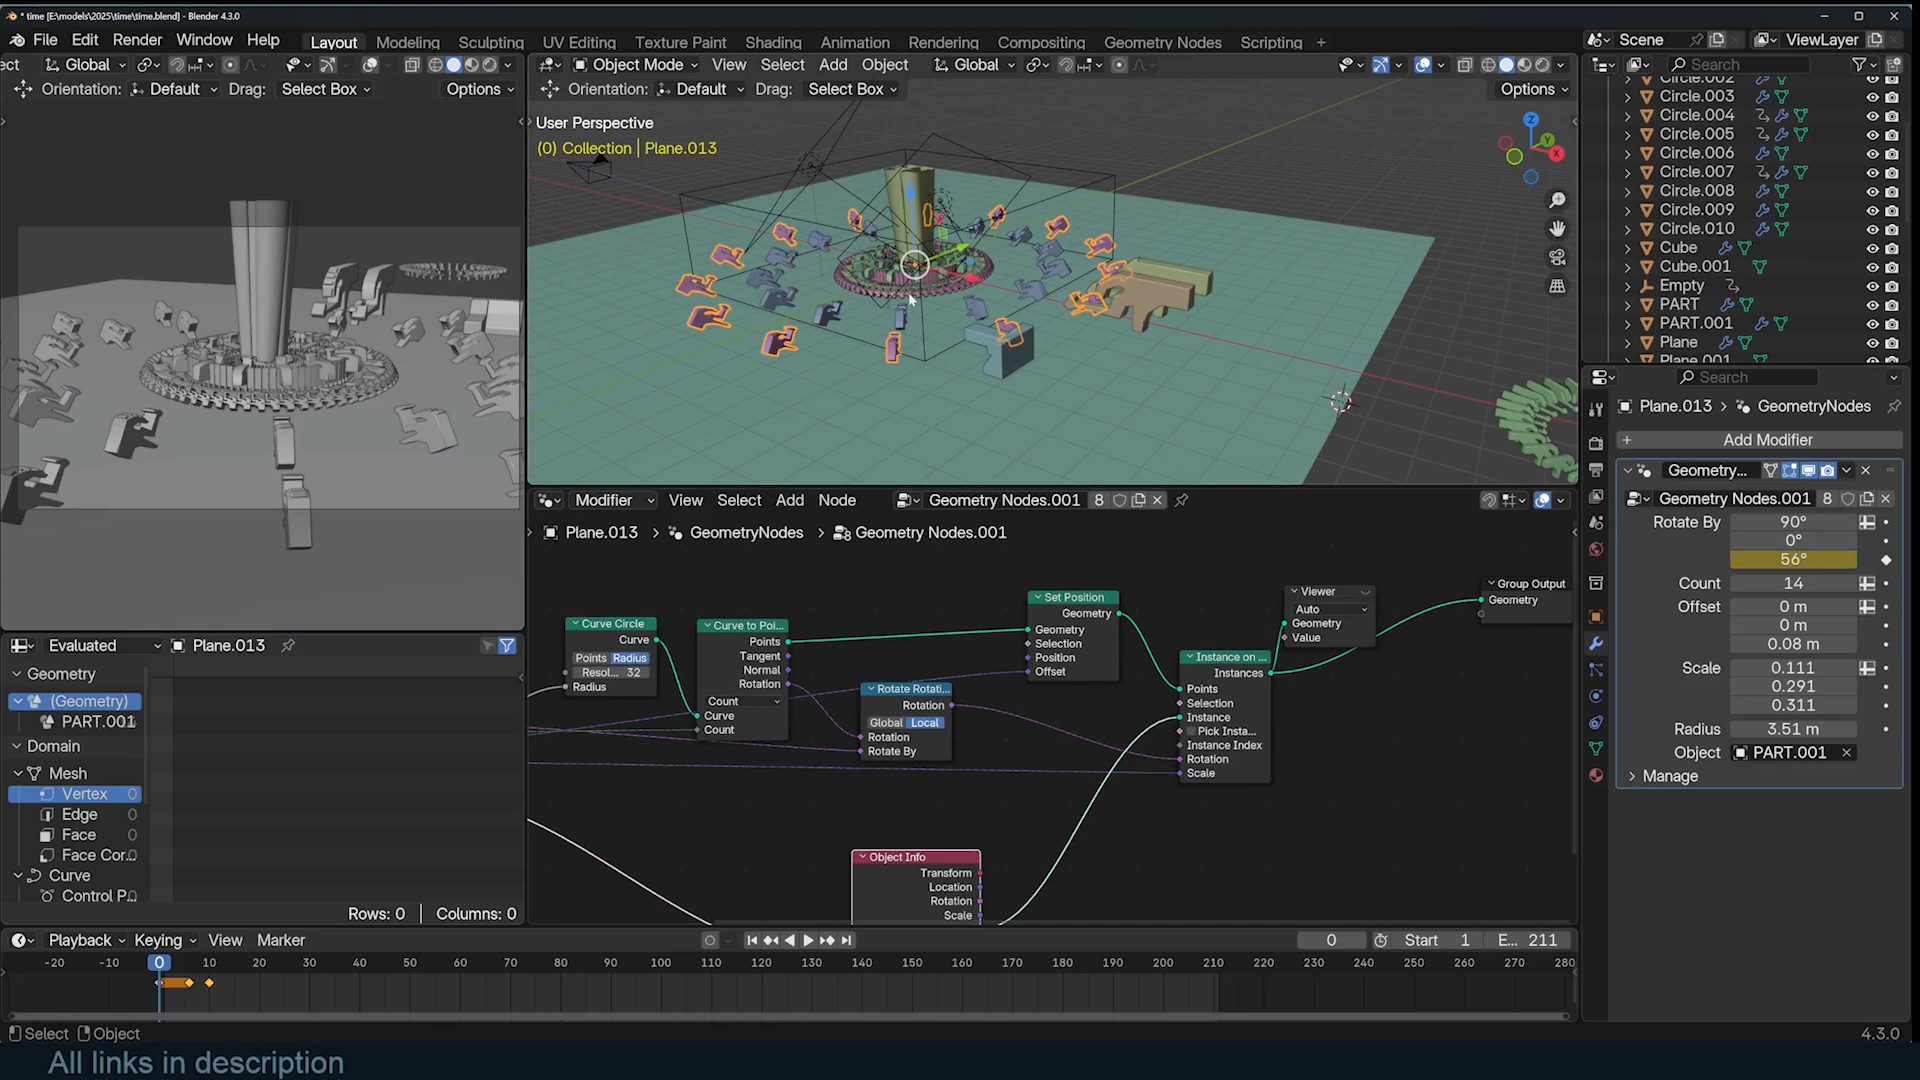 * time [E:\models\2025\time\time.blend] - Blender 4.3.0
File Edit Render Window Help
Layout Modeling Sculpting UV Editing Texture Paint Shading Animation Rendering Compositing Geometry Nodes Scripting +
Scene
ViewLayer
ect Global
Object Mode View Select Add Object Global
Search
Orientation: Default Drag: Select Box Options
Orientation: Default Drag: Select Box Options
User Perspective
(0) Collection | Plane.013
Z
Y
X
Circle.002
Circle.003
Circle.004
Circle.005
Circle.006
Circle.007
Circle.008
Circle.009
Circle.010
Cube
Cube.001
Empty
PART
PART.001
Plane
Plane.001
Search
Plane.013 > GeometryNodes
+ Add Modifier
Geometry...
Geometry Nodes.001 8
Rotate By 90°
0°
56°
Count 14
Offset 0 m
0 m
0.08 m
Scale 0.111
0.291
0.311
Radius 3.51 m
Object PART.001
Manage
Modifier View Select Add Node Geometry Nodes.001 8
Plane.013 > GeometryNodes > Geometry Nodes.001
Curve Circle
Curve
Points Radius
Resol... 32
Radius
Curve to Poi...
Points
Tangent
Normal
Rotation
Count
Curve
Count
Rotate Rotati...
Rotation
Global Local
Rotation
Rotate By
Set Position
Geometry
Geometry
Selection
Position
Offset
Instance on ...
Instances
Points
Selection
Instance
Pick Insta...
Instance Index
Rotation
Scale
Viewer
Auto
Geometry
Value
Group Output
Geometry
Object Info
Transform
Location
Rotation
Scale
Evaluated Plane.013
Geometry
(Geometry)
PART.001
Domain
Mesh
Vertex 0
Edge 0
Face 0
Face Cor... 0
Curve
Control P... 0
Rows: 0 | Columns: 0
Playback Keying View Marker
0 Start 1 E... 211
-20 -10 0 10 20 30 40 50 60 70 80 90 100 110 120 130 140 150 160 170 180 190 200 210 220 230 240 250 260 270 280
Select Object
4.3.0
All links in description